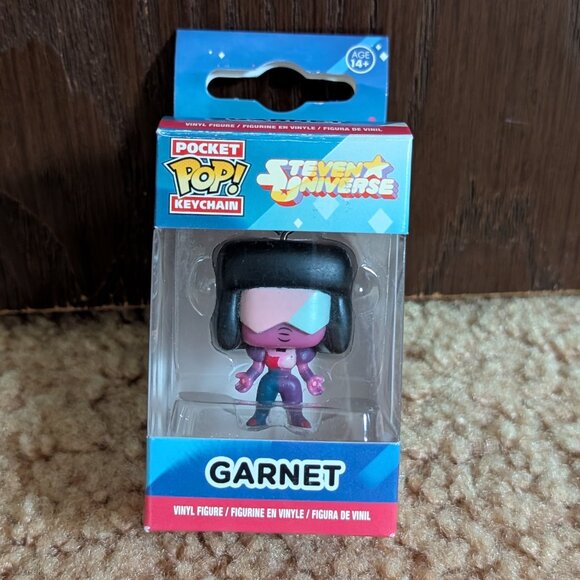 AGE
14+
VINYL FIGURE / FIGURINE EN VINYLE / FIGURA DE VINIL
POCKET
POP!
KEYCHAIN
STEVEN
UNIVERSE
GARNET
VINYL FIGURE / FIGURINE EN VINYLE / FIGURA DE VINIL